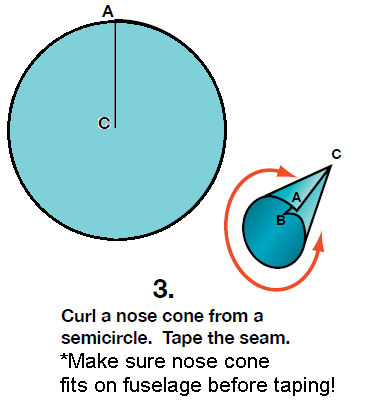 A
C
C
A
B
3.
Curl a nose cone from a
semicircle.  Tape the seam.
*Make sure nose cone
fits on fuselage before taping!